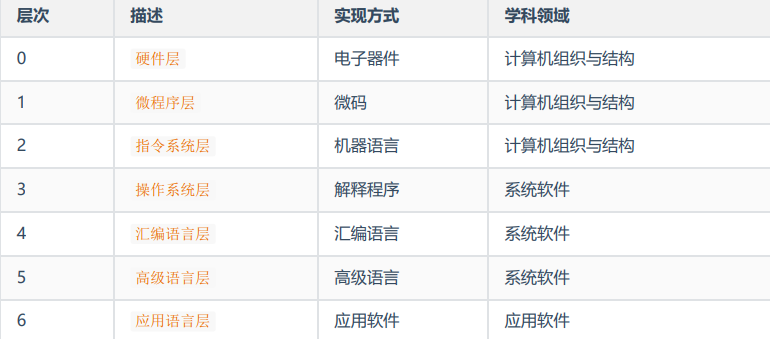 层次 描述 实现方式 学科领域
0 硬件层 电子器件 计算机组织与结构
1 微程序层 微码 计算机组织与结构
2 指令系统层 机器语言 计算机组织与结构
3 操作系统层 解释程序 系统软件
4 汇编语言层 汇编语言 系统软件
5 高级语言层 高级语言 系统软件
6 应用语言层 应用软件 应用软件